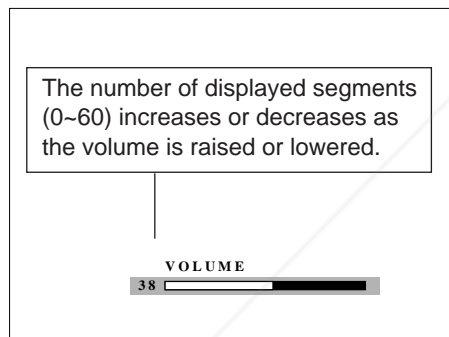 The number of displayed segments
(0~60) increases or decreases as
the volume is raised or lowered.
VOLUME
38